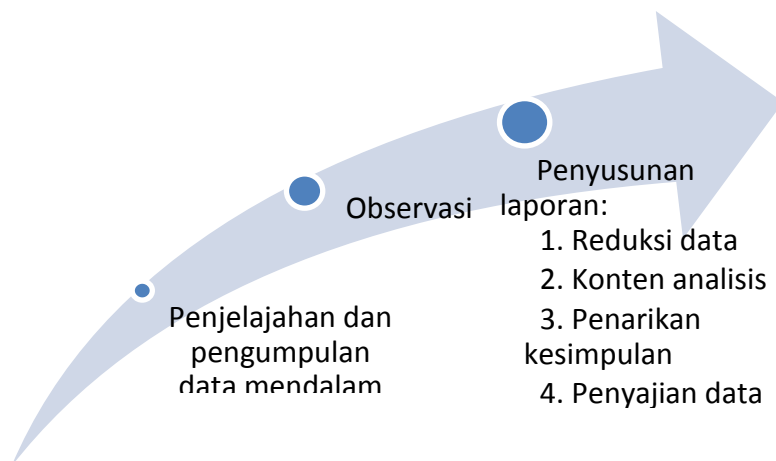 Penjelajahan dan
pengumpulan
data mendalam
Observasi
Penyusunan
laporan:
1. Reduksi data
2. Konten analisis
3. Penarikan
kesimpulan
4. Penyajian data